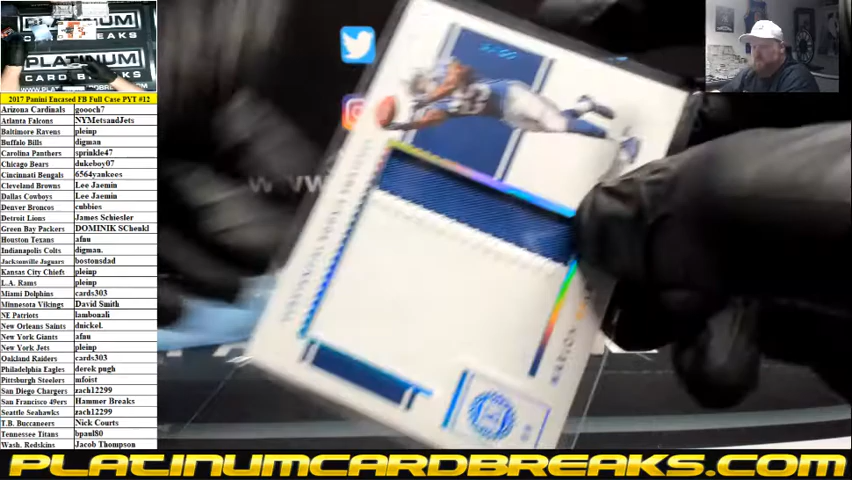 PLATINUM
CARD BREAKS
2017 Panini Encased FB Full Case PYT #12
Arizona Cardinals goooch7
Atlanta Falcons NYMetsandJets
Baltimore Ravens pleinp
Buffalo Bills digman
Carolina Panthers sprinkle47
Chicago Bears dukeboy07
Cincinnati Bengals 6564yankees
Cleveland Browns Lee Jaemin
Dallas Cowboys Lee Jaemin
Denver Broncos cubbies
Detroit Lions James Schiesler
Green Bay Packers DOMINIK SChenkl
Houston Texans afnu
Indianapolis Colts digman.
Jacksonville Jaguars bostonsdad
Kansas City Chiefs pleinp
L.A. Rams pleinp
Miami Dolphins cards303
Minnesota Vikings David Smith
NE Patriots lambonali
New Orleans Saints dnickel.
New York Giants afnu
New York Jets pleinp
Oakland Raiders cards303
Philadelphia Eagles derek pugh
Pittsburgh Steelers mfoist
San Diego Chargers zach12299
San Francisco 49ers Hammer Breaks
Seattle Seahawks zach12299
T.B. Buccaneers Nick Courts
Tennessee Titans bpaul80
Wash. Redskins Jacob Thompson
MARLON
PLATINUMCARDBREAKS.COM